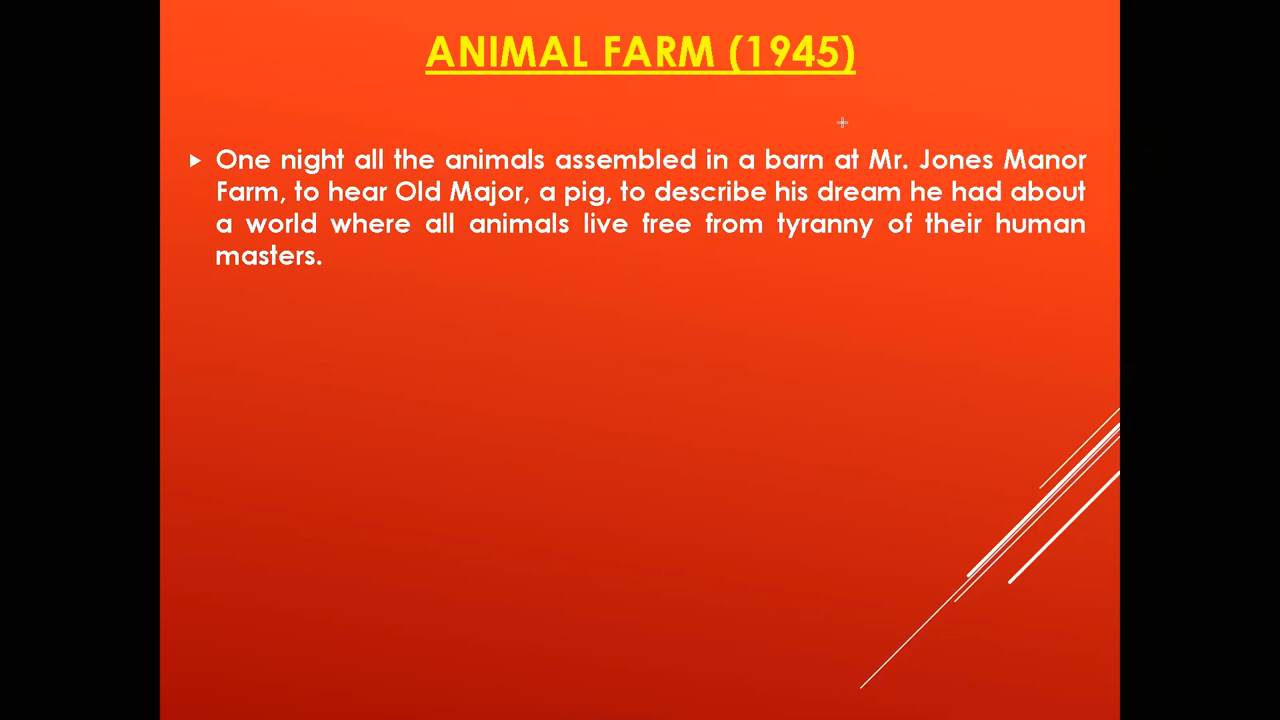 ANIMAL FARM (1945)
One night all the animals assembled in a barn at Mr. Jones Manor
Farm, to hear Old Major, a pig, to describe his dream he had about
a world where all animals live free from tyranny of their human
masters.